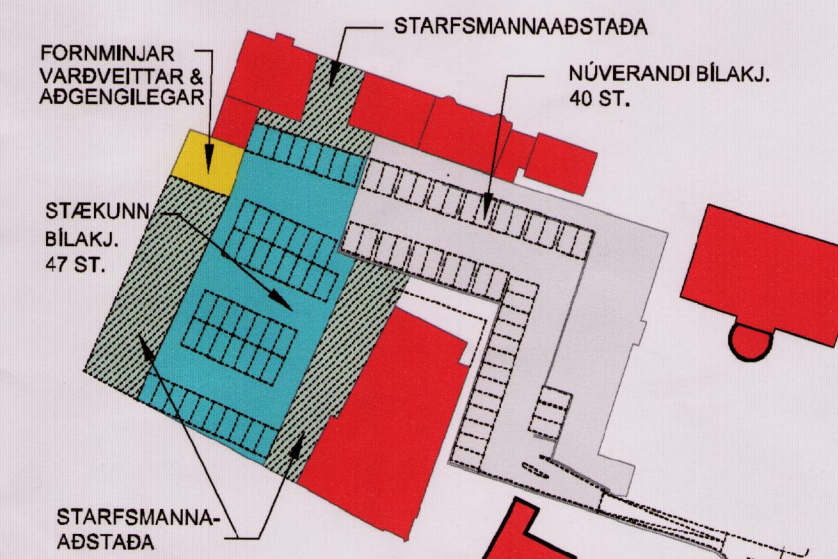 STARFSMANNAAÐSTAÐA
FORNMINJAR
VARÐVEITTAR &
AÐGENGILEGAR
NÚVERANDI BÍLAKJ.
40 ST.
STÆKUNN
BÍLAKJ.
47 ST.
STARFSMANNA-
AÐSTAÐA